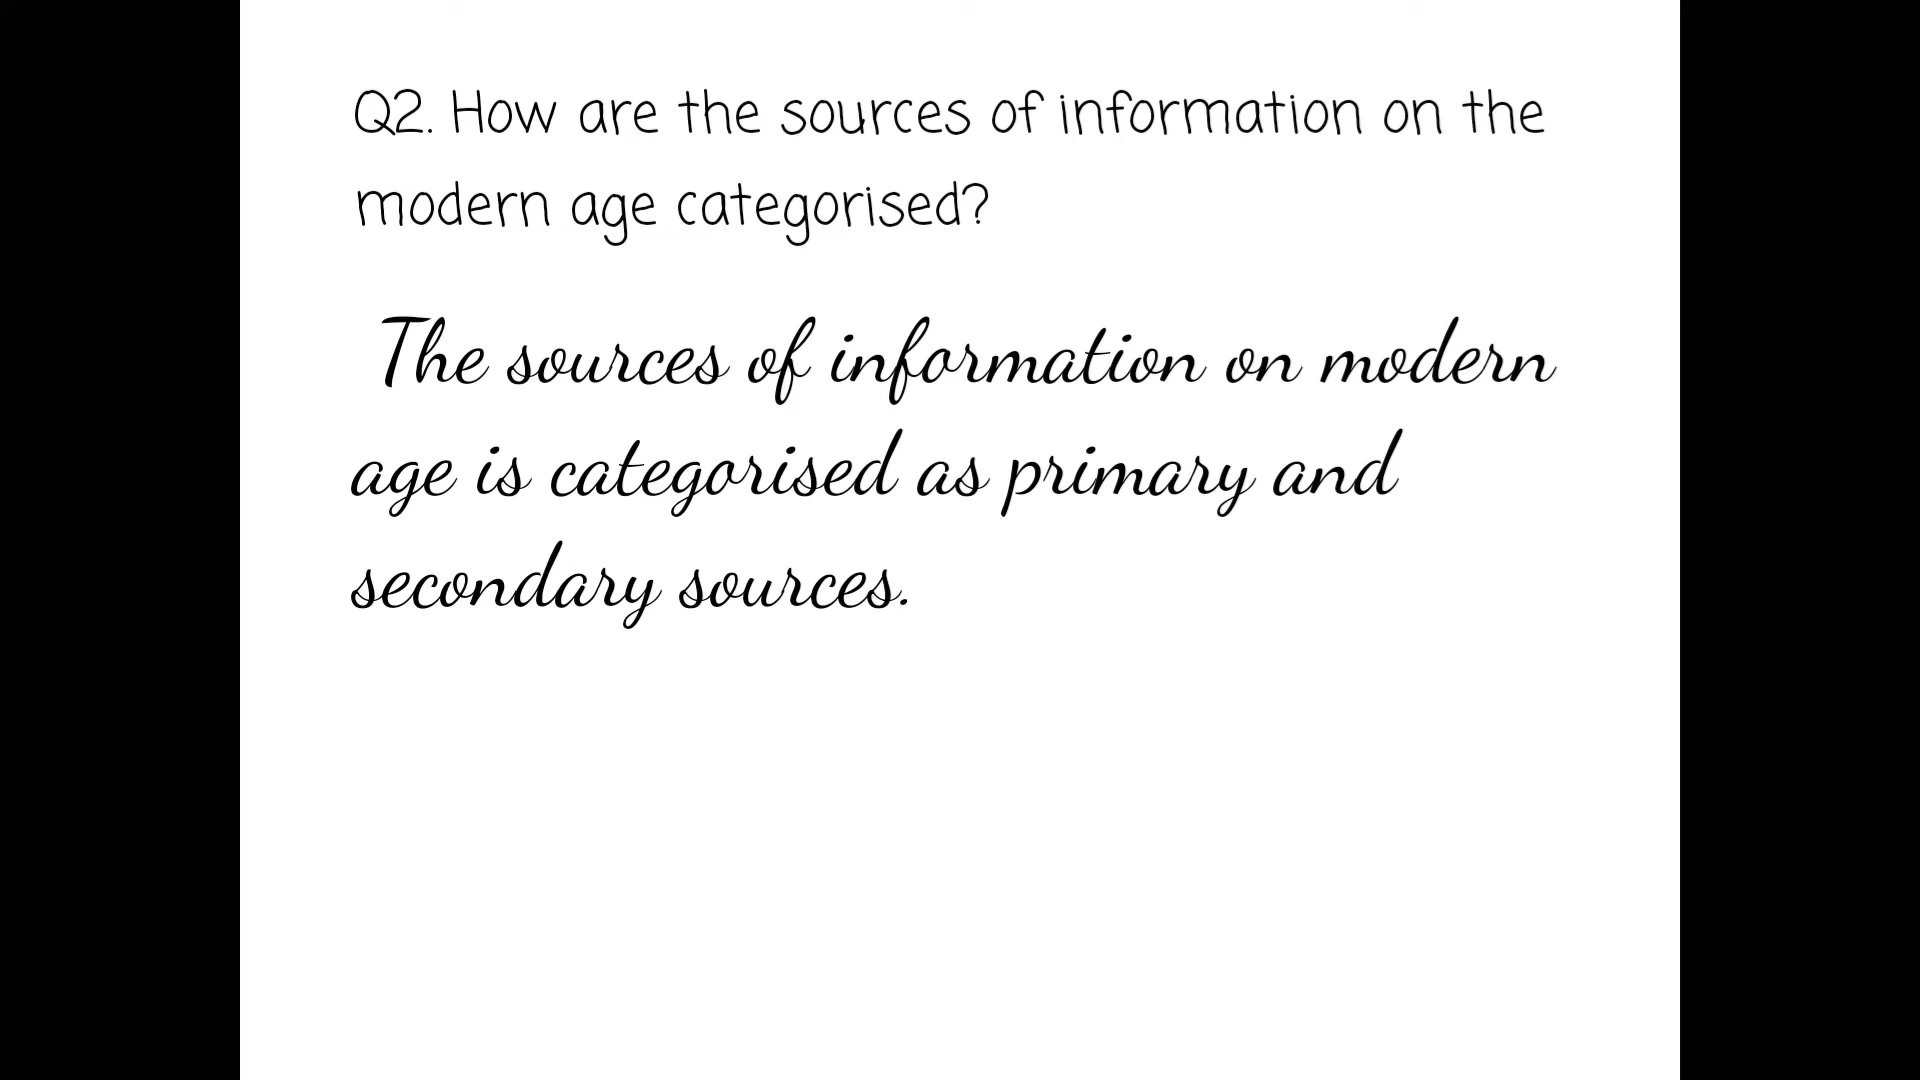 Q2. How are the sources of information on the
modern age categorised?
The sources of information on modern
age is categorised as primary and
secondary sources.